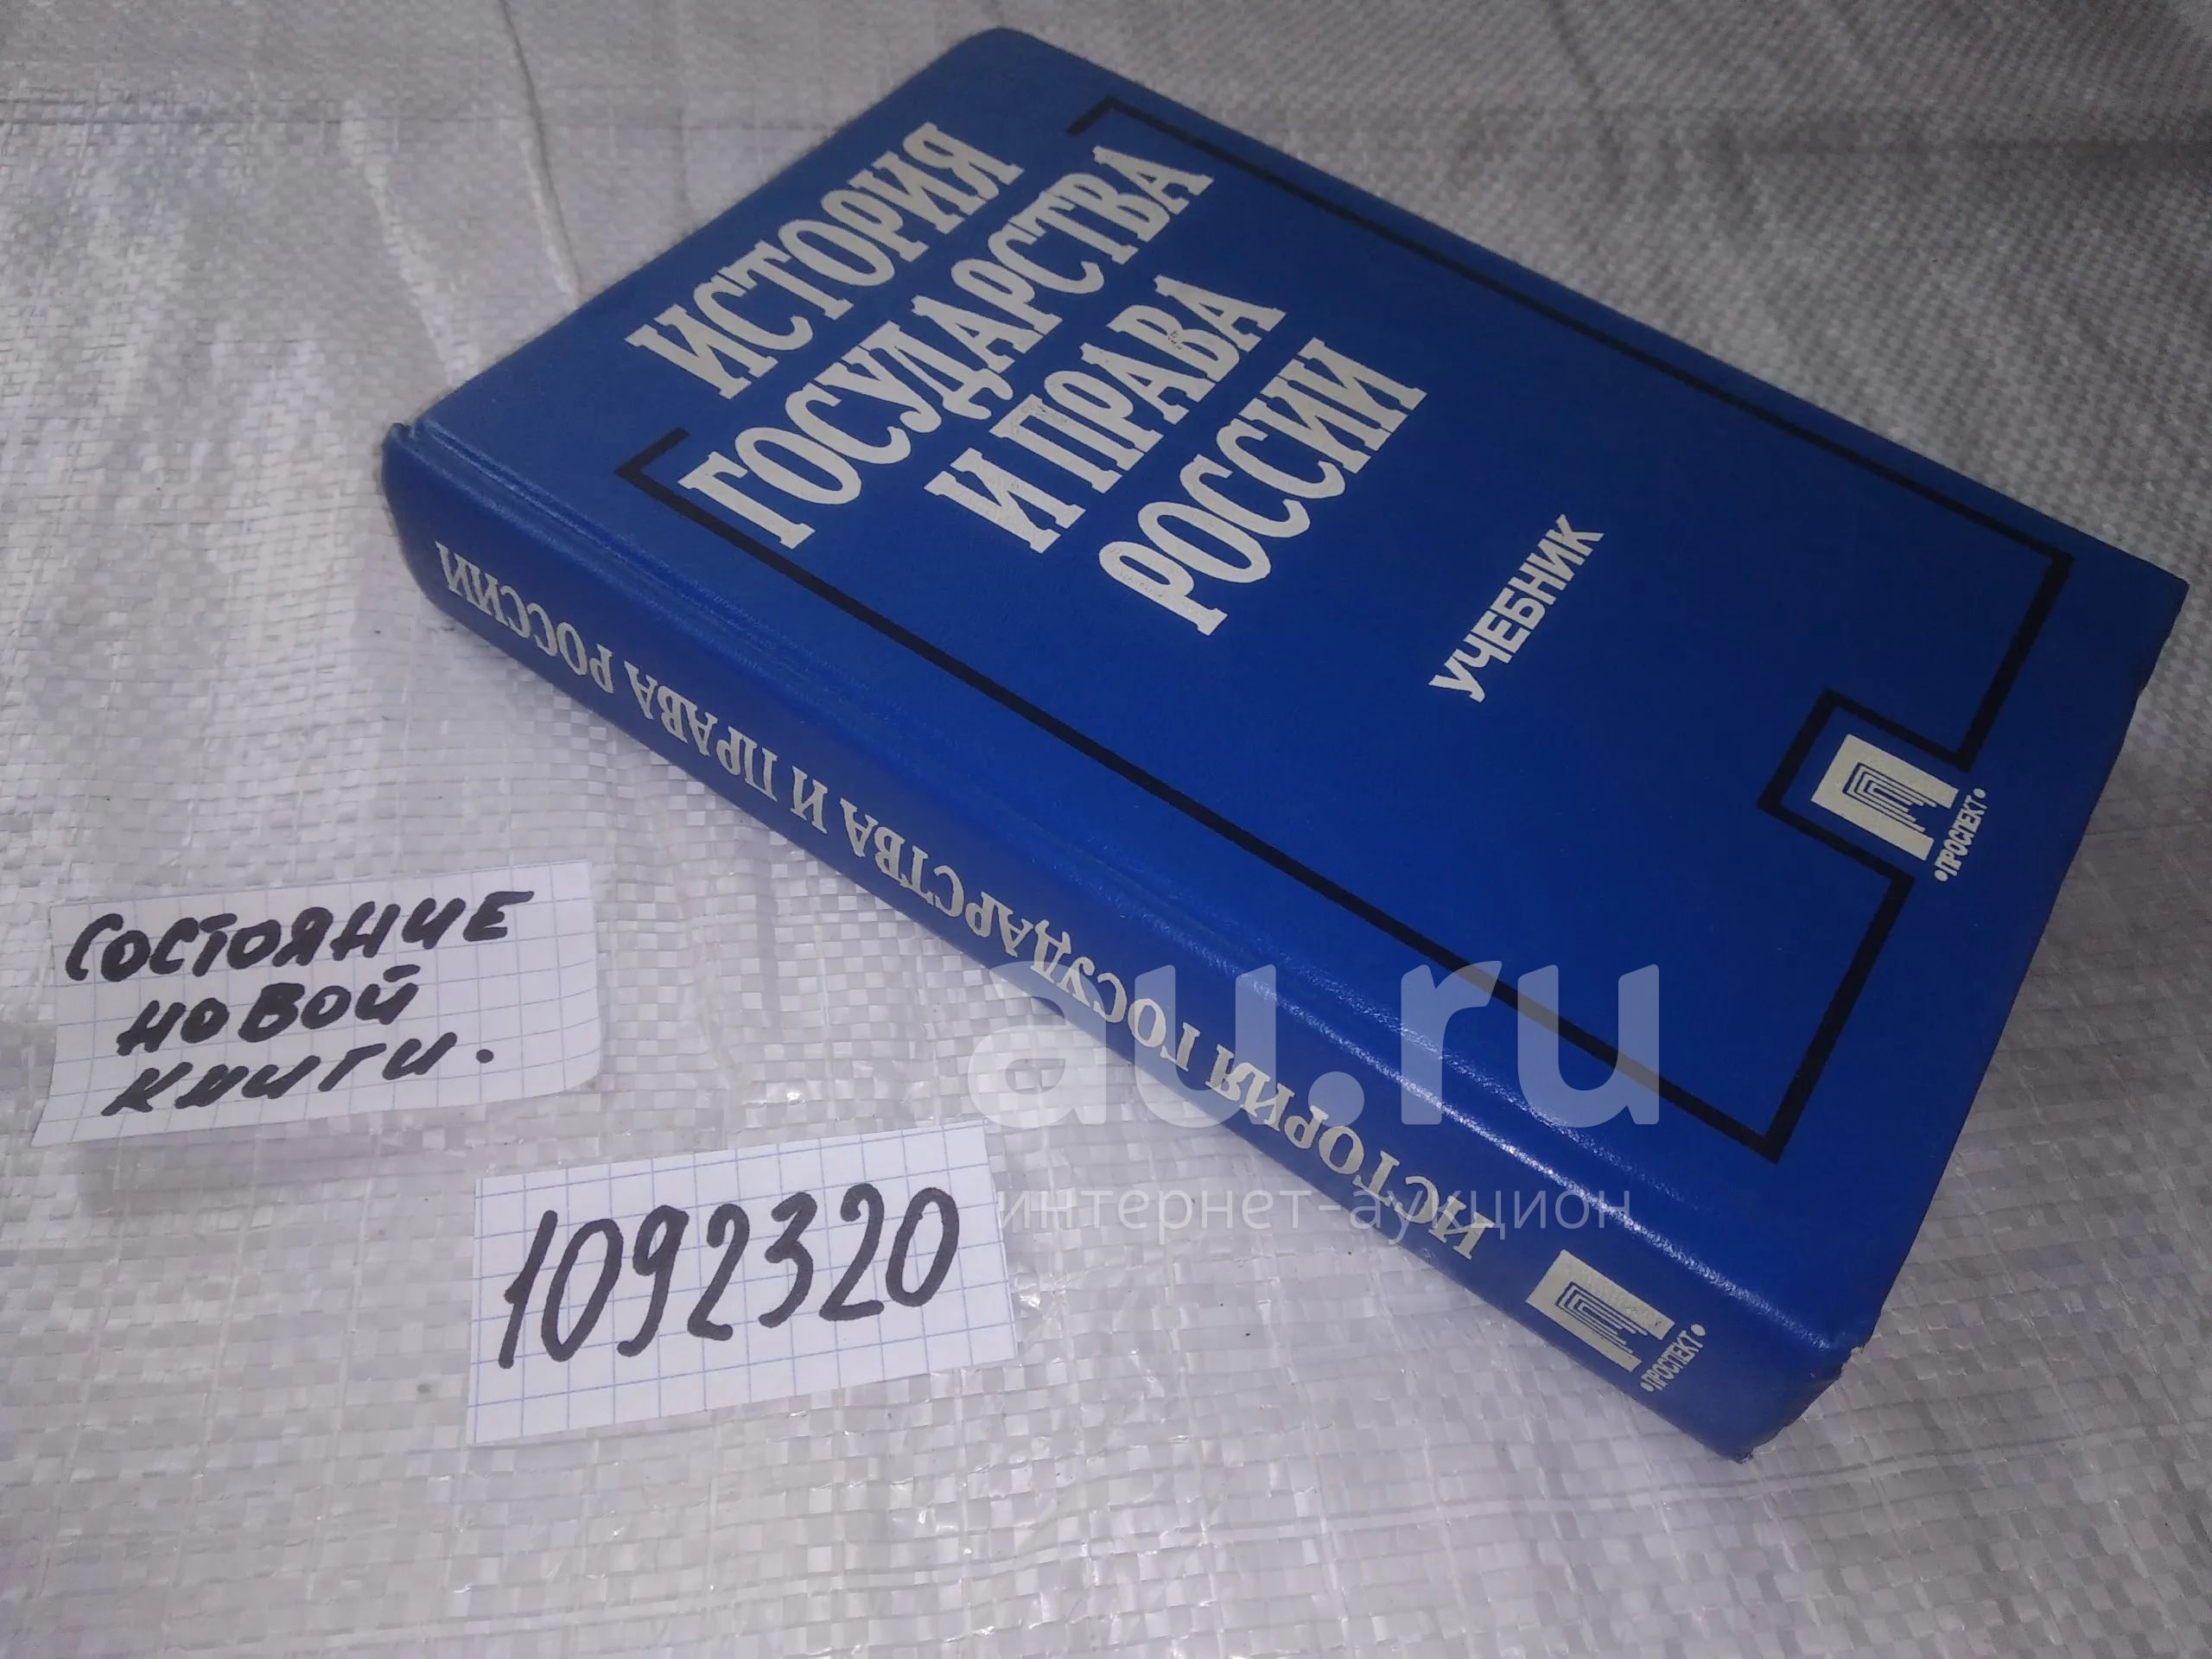 ИСТОРИЯ
ГОСУДАРСТВА
И ПРАВА
РОССИИ
УЧЕБНИК
•ПРОСПЕКТ•
ИСТОРИЯ ГОСУДАРСТВА И ПРАВА РОССИИ
•ПРОСПЕКТ•
СОСТОЯНИЕ
НОВОЙ
КНИГИ.
1092320
au.ru
интернет-аукцион